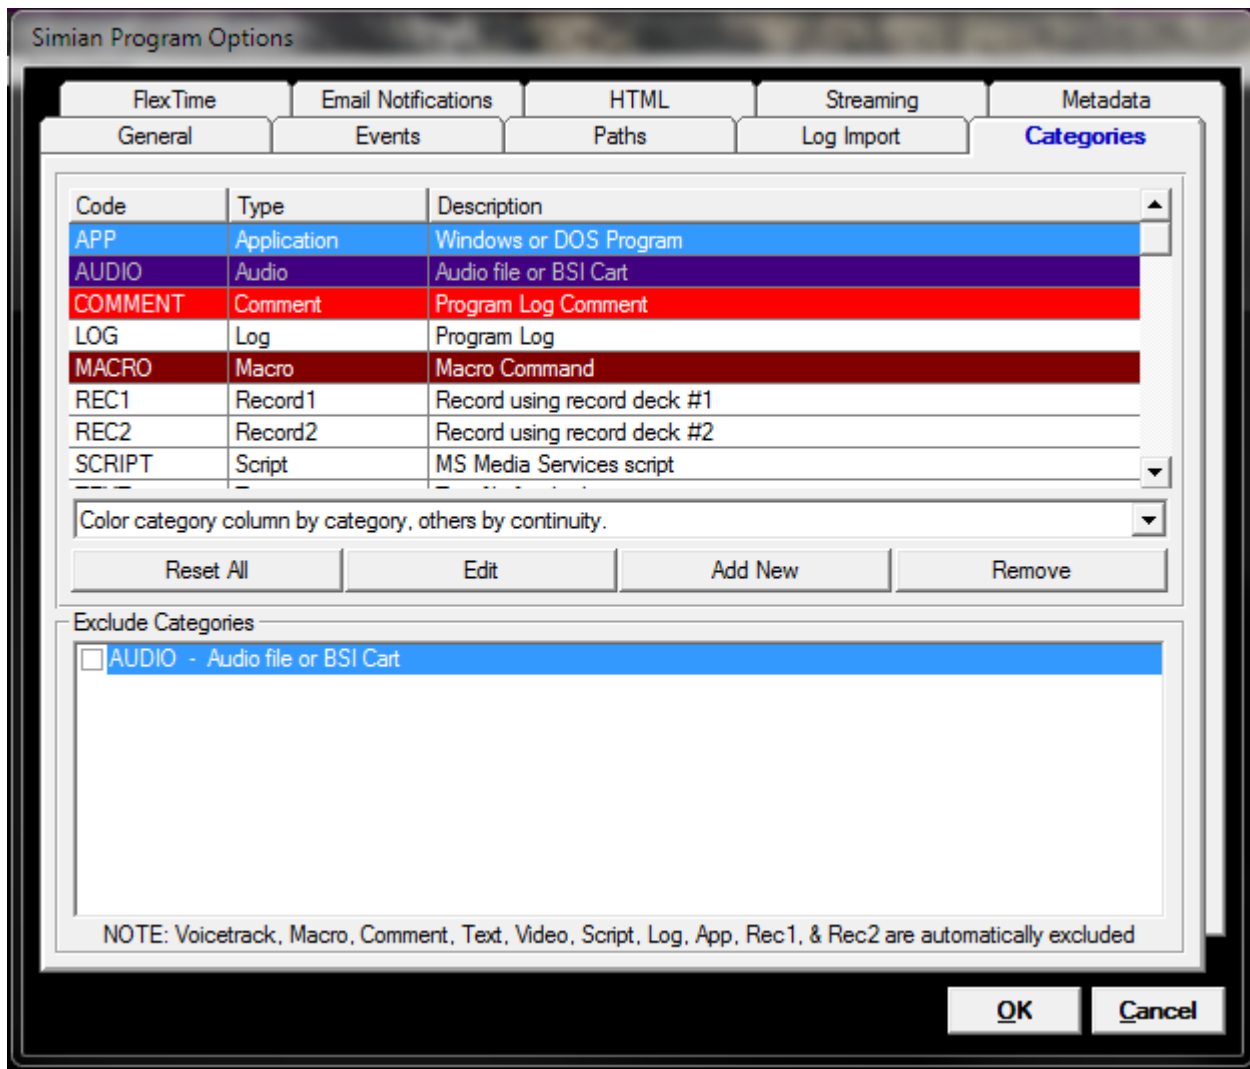 Simian Program Options
FlexTime Email Notifications HTML Streaming Metadata
General Events Paths Log Import Categories
Code Type Description
APP Application Windows or DOS Program
AUDIO Audio Audio file or BSI Cart
COMMENT Comment Program Log Comment
LOG Log Program Log
MACRO Macro Macro Command
REC1 Record1 Record using record deck #1
REC2 Record2 Record using record deck #2
SCRIPT Script MS Media Services script
Color category column by category, others by continuity.
Reset All Edit Add New Remove
Exclude Categories
AUDIO - Audio file or BSI Cart
NOTE: Voicetrack, Macro, Comment, Text, Video, Script, Log, App, Rec1, & Rec2 are automatically excluded
OK Cancel